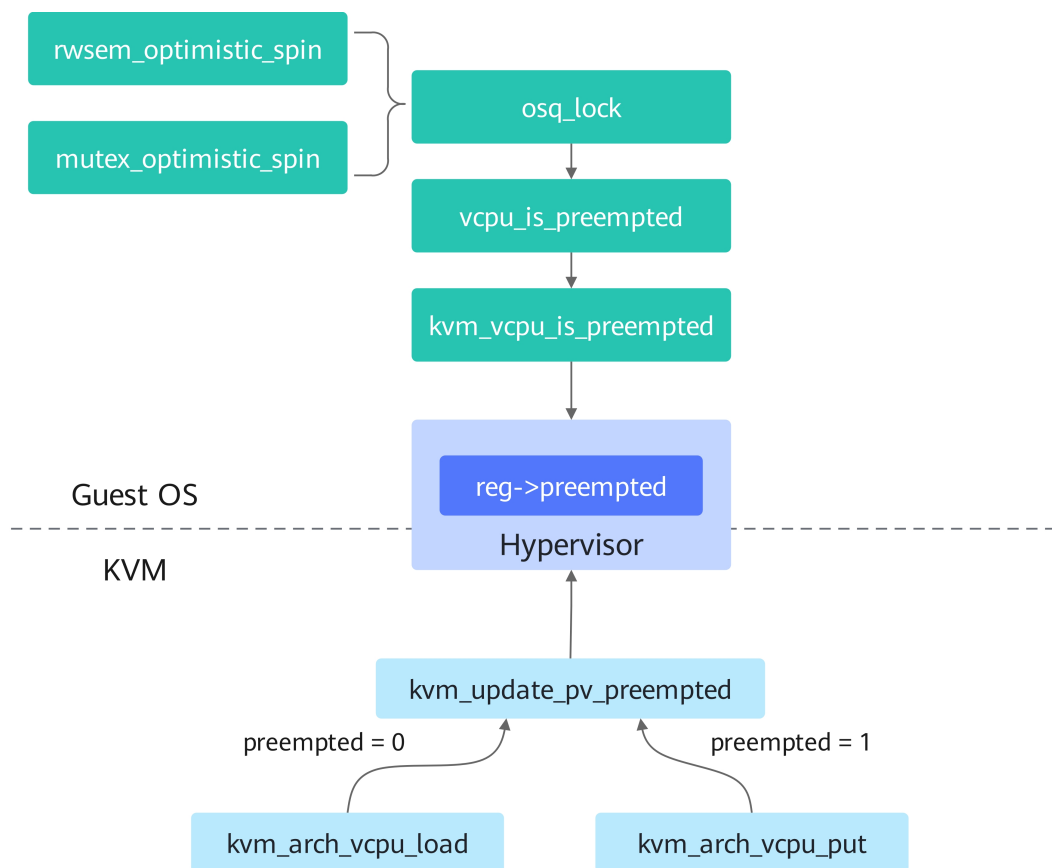 rwsem_optimistic_spin
mutex_optimistic_spin
osq_lock
vcpu_is_preempted
kvm_vcpu_is_preempted
reg->preempted
Hypervisor
Guest OS
KVM
kvm_update_pv_preempted
preempted = 0
preempted = 1
kvm_arch_vcpu_load
kvm_arch_vcpu_put